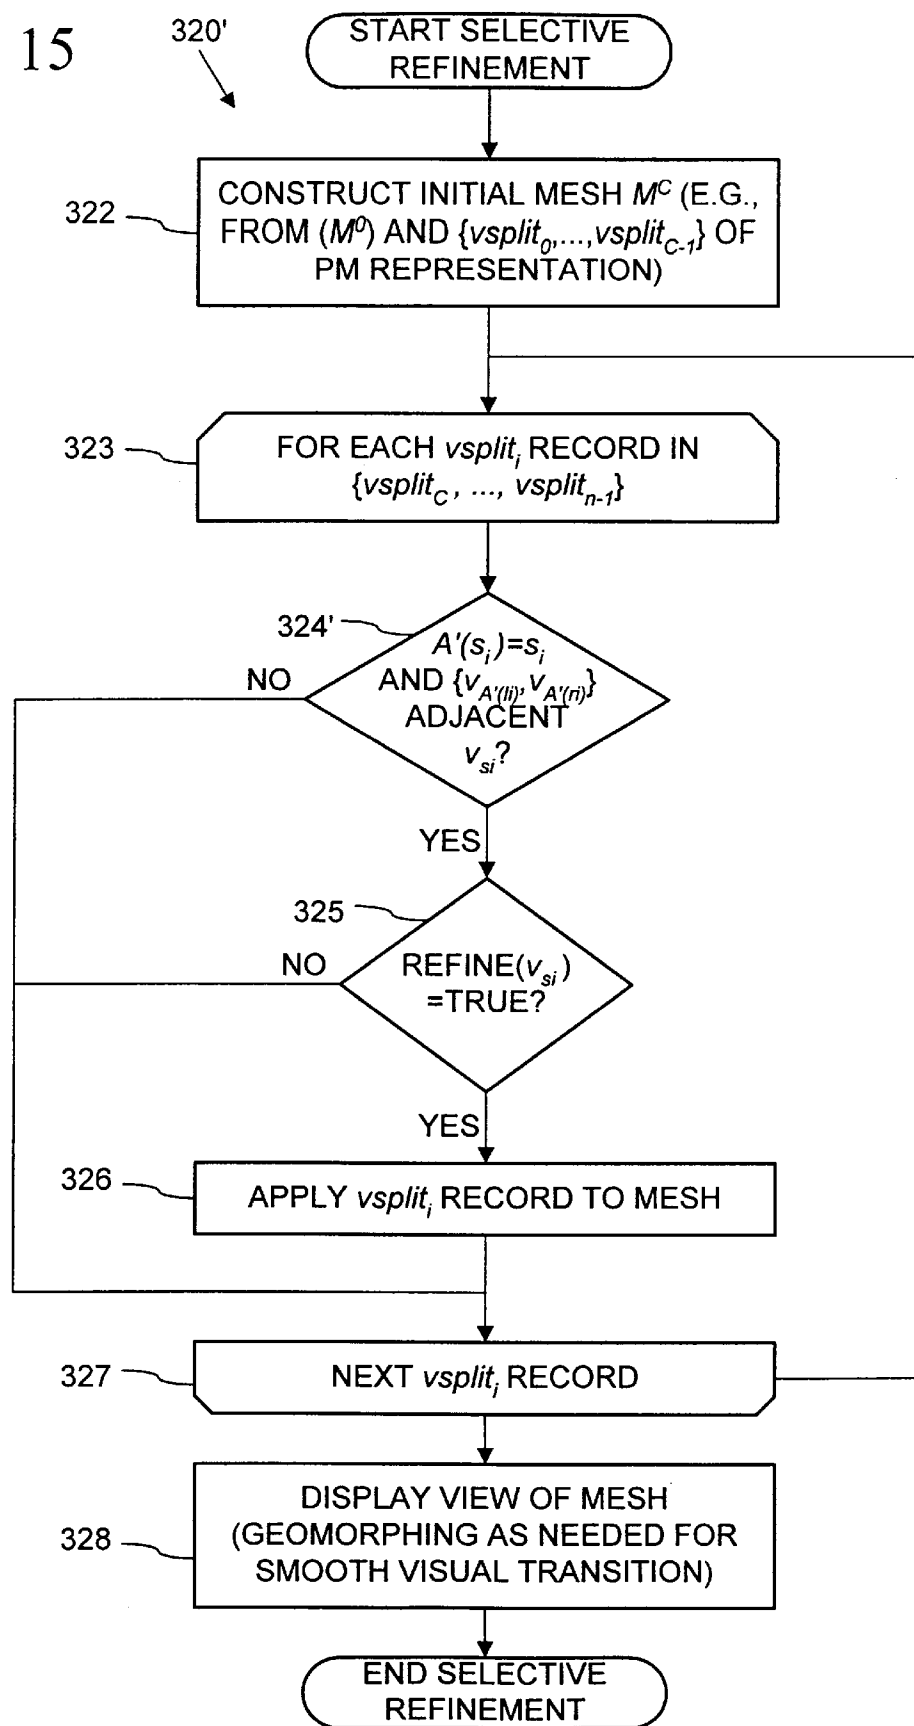 15
320'
START SELECTIVE
REFINEMENT
322
CONSTRUCT INITIAL MESH M^C (E.G.,
FROM (M^0) AND {vsplit_0,...,vsplit_C-1} OF
PM REPRESENTATION)
323
FOR EACH vsplit_i RECORD IN
{vsplit_C, ..., vsplit_n-1}
324'
A'(s_i)=s_i
AND {v_A'(li), v_A'(ri)}
ADJACENT
v_si?
NO
YES
325
REFINE(v_si)
=TRUE?
NO
YES
326
APPLY vsplit_i RECORD TO MESH
327
NEXT vsplit_i RECORD
328
DISPLAY VIEW OF MESH
(GEOMORPHING AS NEEDED FOR
SMOOTH VISUAL TRANSITION)
END SELECTIVE
REFINEMENT